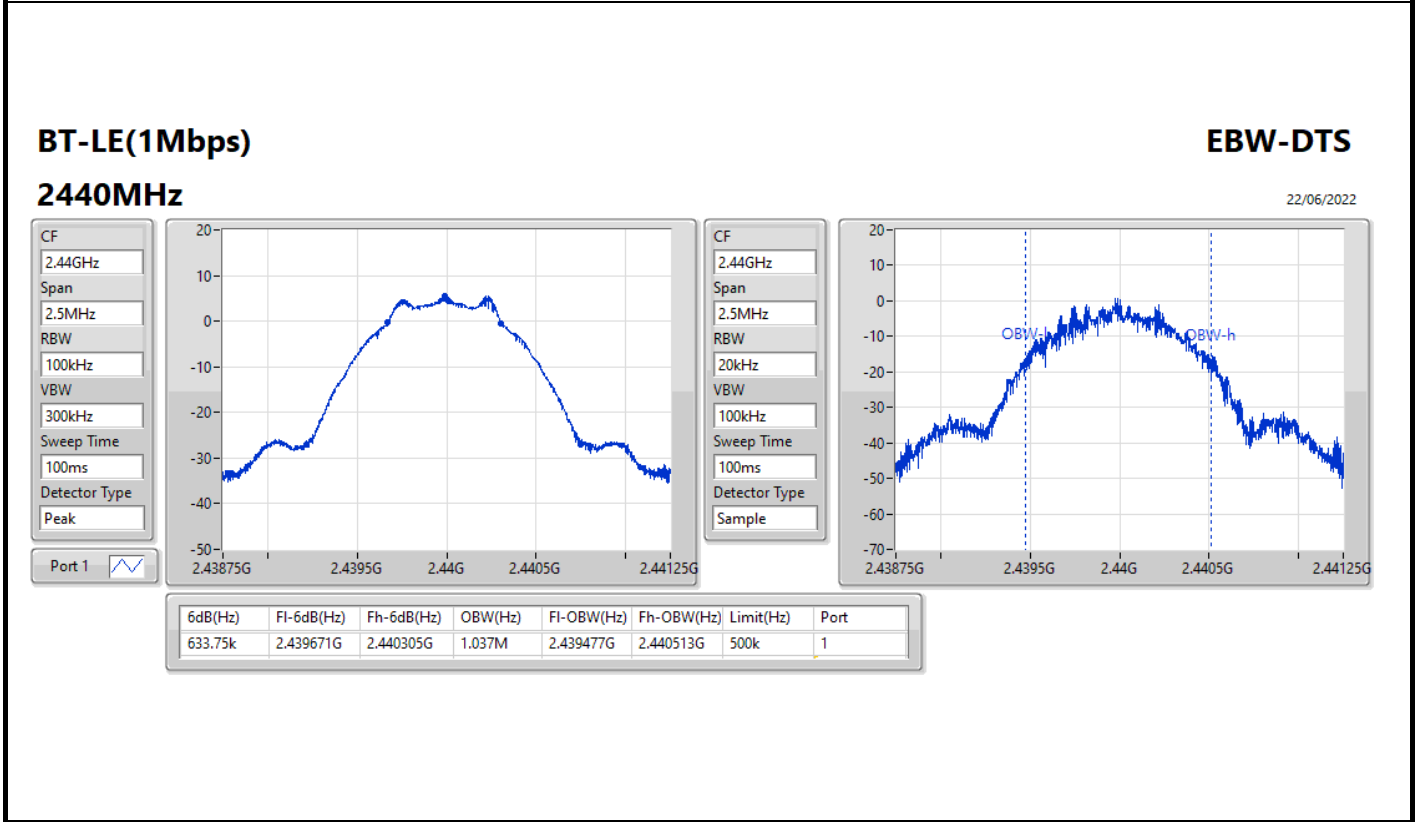 BT-LE(1Mbps)
EBW-DTS
2440MHz
22/06/2022
CF
2.44GHz
Span
2.5MHz
RBW
100kHz
VBW
300kHz
Sweep Time
100ms
Detector Type
Peak
Port 1
20
10
0
-10
-20
-30
-40
-50
2.43875G 2.4395G 2.44G 2.4405G 2.44125G
CF
2.44GHz
Span
2.5MHz
RBW
20kHz
VBW
100kHz
Sweep Time
100ms
Detector Type
Sample
20
10
0
-10
-20
-30
-40
-50
-60
-70
OBW-l OBW-h
2.43875G 2.4395G 2.44G 2.4405G 2.44125G
6dB(Hz) Fl-6dB(Hz) Fh-6dB(Hz) OBW(Hz) Fl-OBW(Hz) Fh-OBW(Hz) Limit(Hz) Port
633.75k 2.439671G 2.440305G 1.037M 2.439477G 2.440513G 500k 1